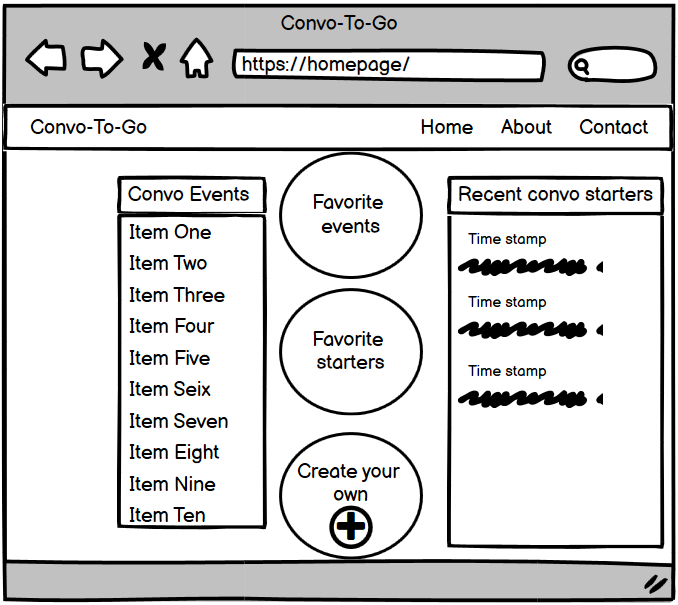 Convo-To-Go
https://homepage/
Convo-To-Go Home About Contact
Convo Events
Item One
Item Two
Item Three
Item Four
Item Five
Item Seix
Item Seven
Item Eight
Item Nine
Item Ten
Favorite
events
Favorite
starters
Create your
own
Recent convo starters
Time stamp
Time stamp
Time stamp